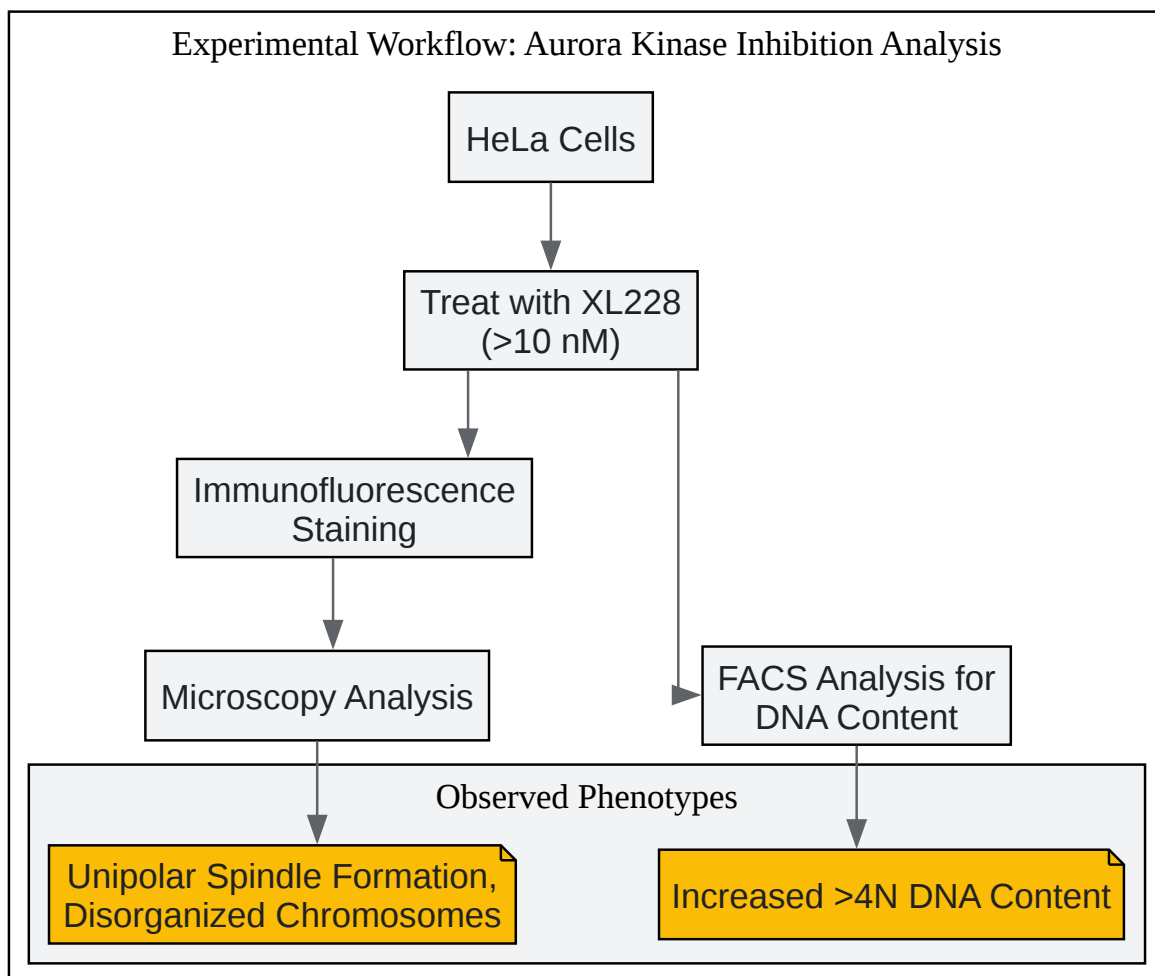 Experimental Workflow: Aurora Kinase Inhibition Analysis
HeLa Cells
Treat with XL228
(>10 nM)
Immunofluorescence
Staining
Microscopy Analysis
FACS Analysis for
DNA Content
Observed Phenotypes
Unipolar Spindle Formation,
Disorganized Chromosomes
Increased >4N DNA Content